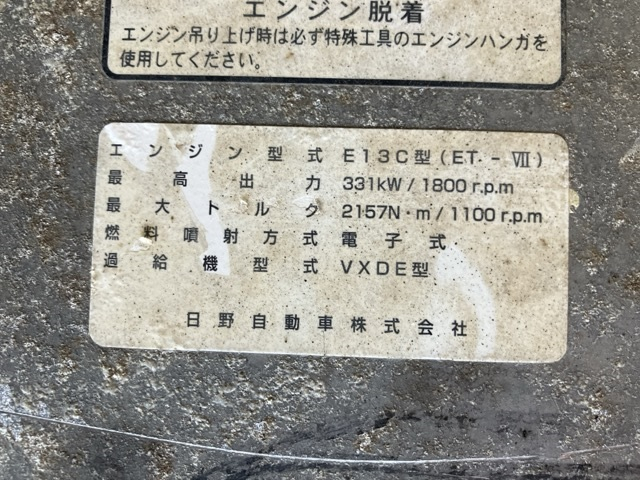 エンジン脱着
エンジン吊り上げ時は必ず特殊工具のエンジンハンガを
使用してください。
エンジン型式 E13C型(ET-Ⅶ)
最高出力 331kW/1800r.p.m
最大トルク 2157N・m/1100r.p.m
燃料噴射方式 電子式
過給機型式 VXDE型
日野自動車株式会社